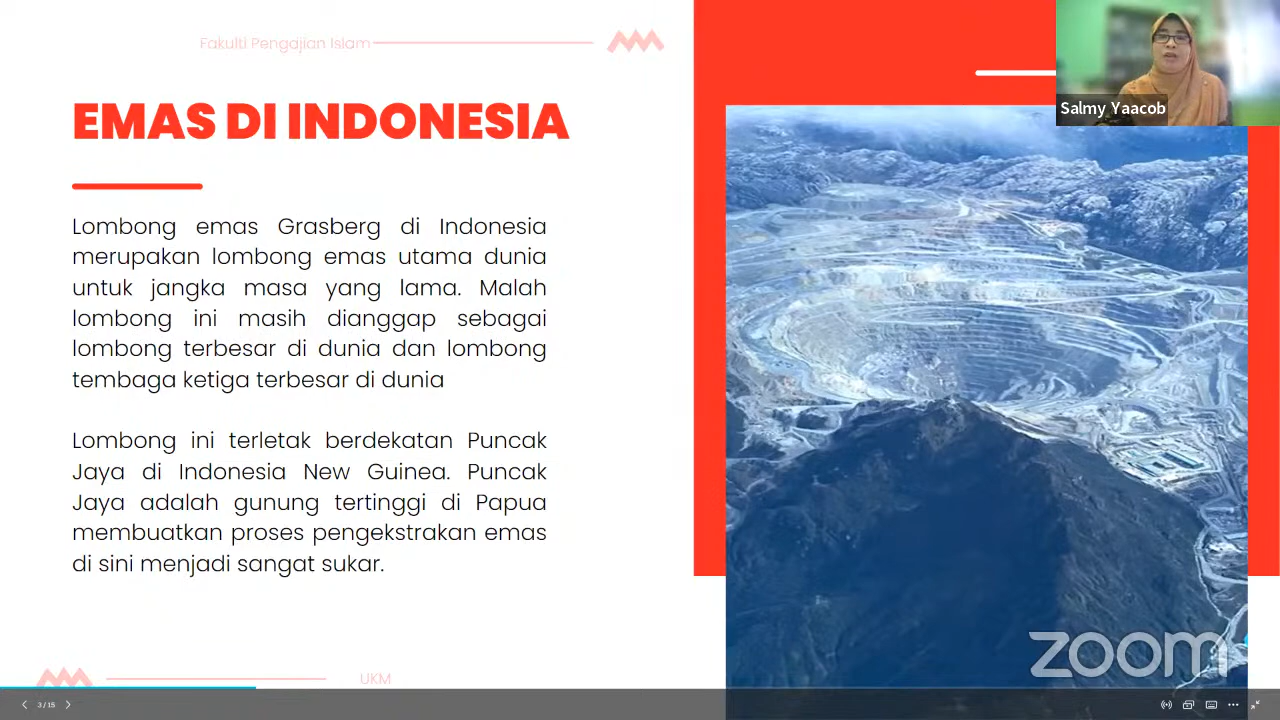 Fakulti Pengajian Islam
Salmy Yaacob
EMAS DI INDONESIA
Lombong emas Grasberg di Indonesia
merupakan lombong emas utama dunia
untuk jangka masa yang lama. Malah
lombong ini masih dianggap sebagai
lombong terbesar di dunia dan lombong
tembaga ketiga terbesar di dunia
Lombong ini terletak berdekatan Puncak
Jaya di Indonesia New Guinea. Puncak
Jaya adalah gunung tertinggi di Papua
membuatkan proses pengekstrakan emas
di sini menjadi sangat sukar.
zoom
UKM
3 / 15